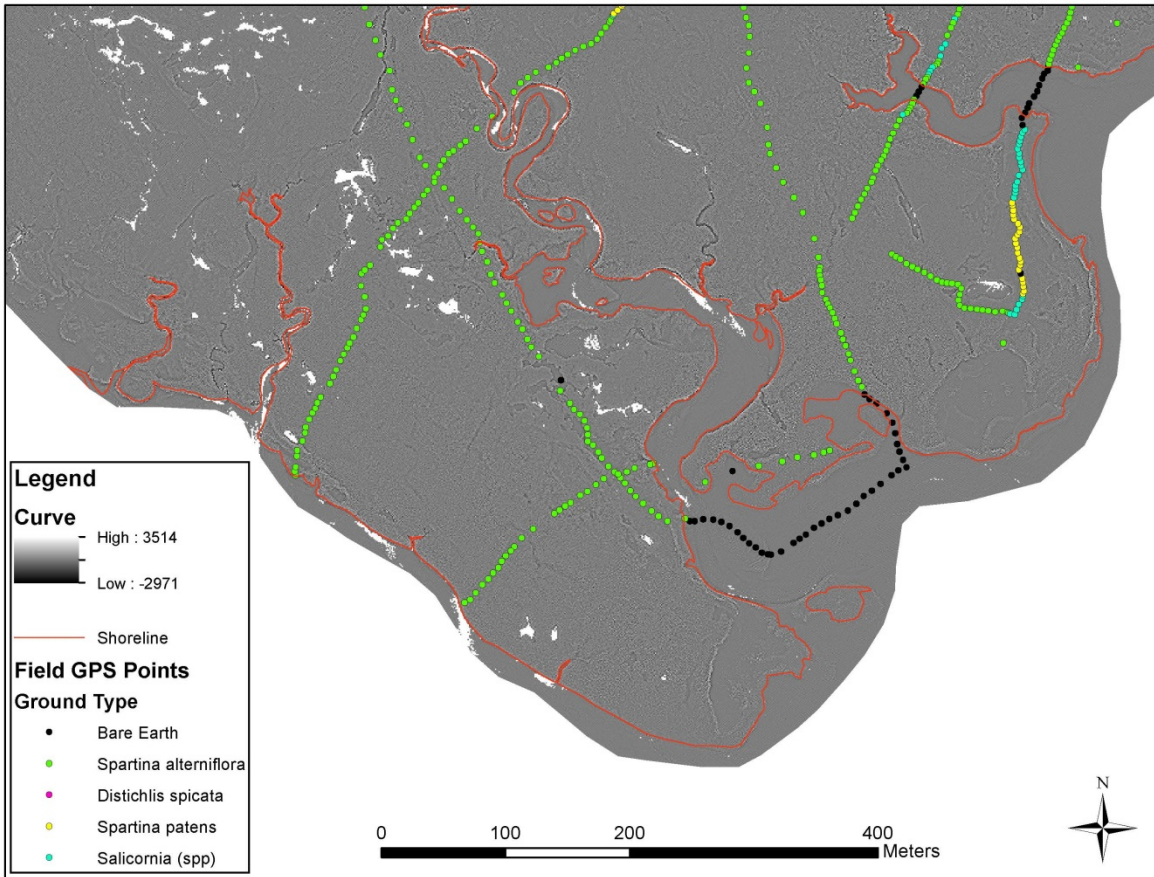 Legend
Curve
High : 3514
Low : -2971
Shoreline
Field GPS Points
Ground Type
Bare Earth
Spartina alterniflora
Distichlis spicata
Spartina patens
Salicornia (spp)
0 100 200 400
Meters
N